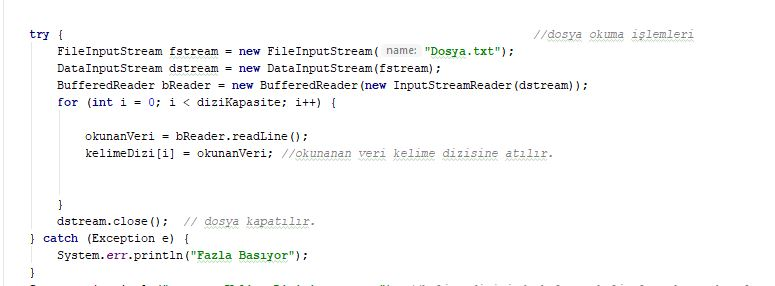 try { //dosya okuma işlemleri
FileInputStream fstream = new FileInputStream( name: "Dosya.txt");
DataInputStream dstream = new DataInputStream(fstream);
BufferedReader bReader = new BufferedReader(new InputStreamReader(dstream));
for (int i = 0; i < diziKapasite; i++) {
okunanVeri = bReader.readLine();
kelimeDizi[i] = okunanVeri; //okunanan veri kelime dizisine atılır.
}
dstream.close(); // dosya kapatılır.
} catch (Exception e) {
System.err.println("Fazla Basıyor");
}